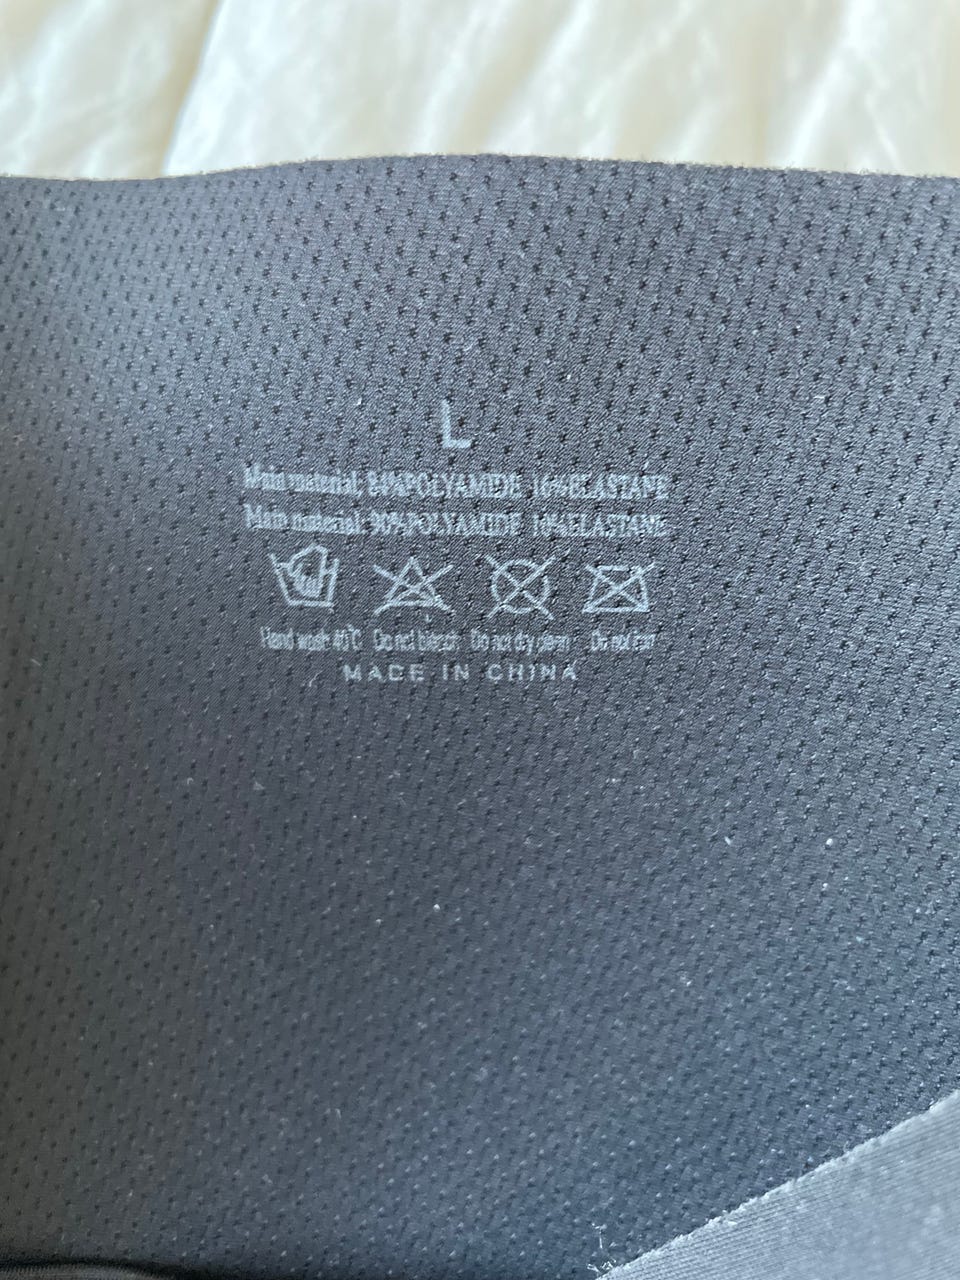 L
Main material: 84%POLYAMIDE 16%ELASTANE
Main material: 90%POLYAMIDE 10%ELASTANE
Hand wash 40℃ Do not bleach Do not dry clean Do not iron
MADE IN CHINA